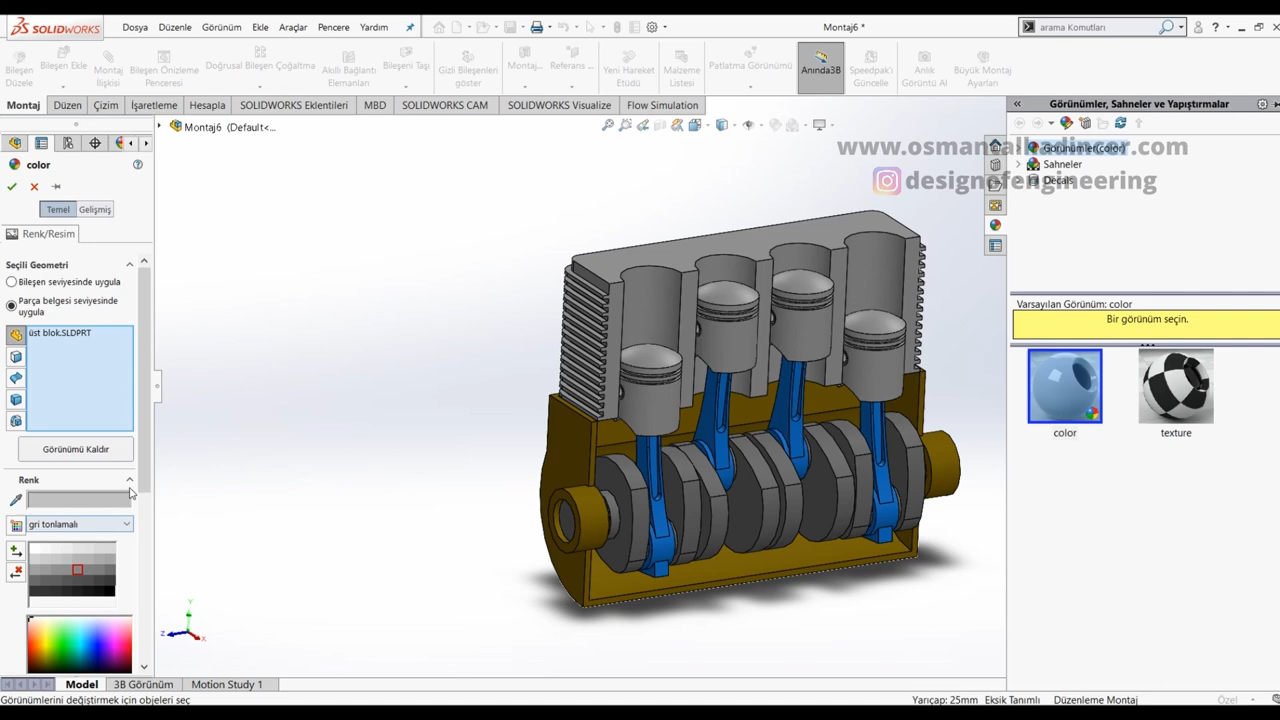 SOLIDWORKS
Dosya Düzenle Görünüm Ekle Araçlar Pencere Yardım
Montaj6 *
arama Komutları
Bileşen Düzele
Bileşen Ekle
Montaj İlişkisi
Bileşen Önizleme Penceresi
Doğrusal Bileşen Çoğaltma
Akıllı Bağlantı Elemanları
Bileşeni Taşı
Gizli Bileşenleri göster
Montaj...
Referans ...
Yeni Hareket Etüdü
Malzeme Listesi
Patlatma Görünümü
Anında3B
Speedpak'ı Güncelle
Anlık Görüntü Al
Büyük Montaj Ayarları
Montaj Düzen Çizim İşaretleme Hesapla SOLIDWORKS Eklentileri MBD SOLIDWORKS CAM SOLIDWORKS Visualize Flow Simulation
Görünümler, Sahneler ve Yapıştırmalar
Montaj6 (Default<...
www.osmanvalhadincer.com
Görünümler(color)
Sahneler
designofengineering
Decals
color
Temel Gelişmiş
Renk/Resim
Seçili Geometri
Bileşen seviyesinde uygula
Parça belgesi seviyesinde
uygula
üst blok.SLDPRT
Görünümü Kaldır
Renk
gri tonlamalı
Varsayılan Görünüm: color
Bir görünüm seçin.
color texture
Y
Z
X
Model 3B Görünüm Motion Study 1
Görünümlerini değiştirmek için objeleri seç
Yarıçap: 25mm Eksik Tanımlı Düzenleme Montaj Özel